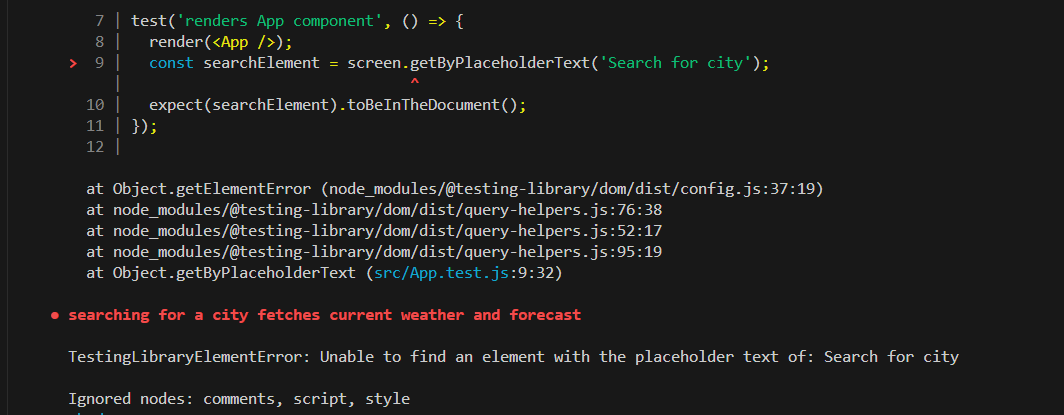 7 | test('renders App component', () => {
8 |   render(<App />);
> 9 |   const searchElement = screen.getByPlaceholderText('Search for city');
|                                ^
10 |   expect(searchElement).toBeInTheDocument();
11 | });
12 |
at Object.getElementError (node_modules/@testing-library/dom/dist/config.js:37:19)
at node_modules/@testing-library/dom/dist/query-helpers.js:76:38
at node_modules/@testing-library/dom/dist/query-helpers.js:52:17
at node_modules/@testing-library/dom/dist/query-helpers.js:95:19
at Object.getByPlaceholderText (src/App.test.js:9:32)
● searching for a city fetches current weather and forecast
TestingLibraryElementError: Unable to find an element with the placeholder text of: Search for city
Ignored nodes: comments, script, style